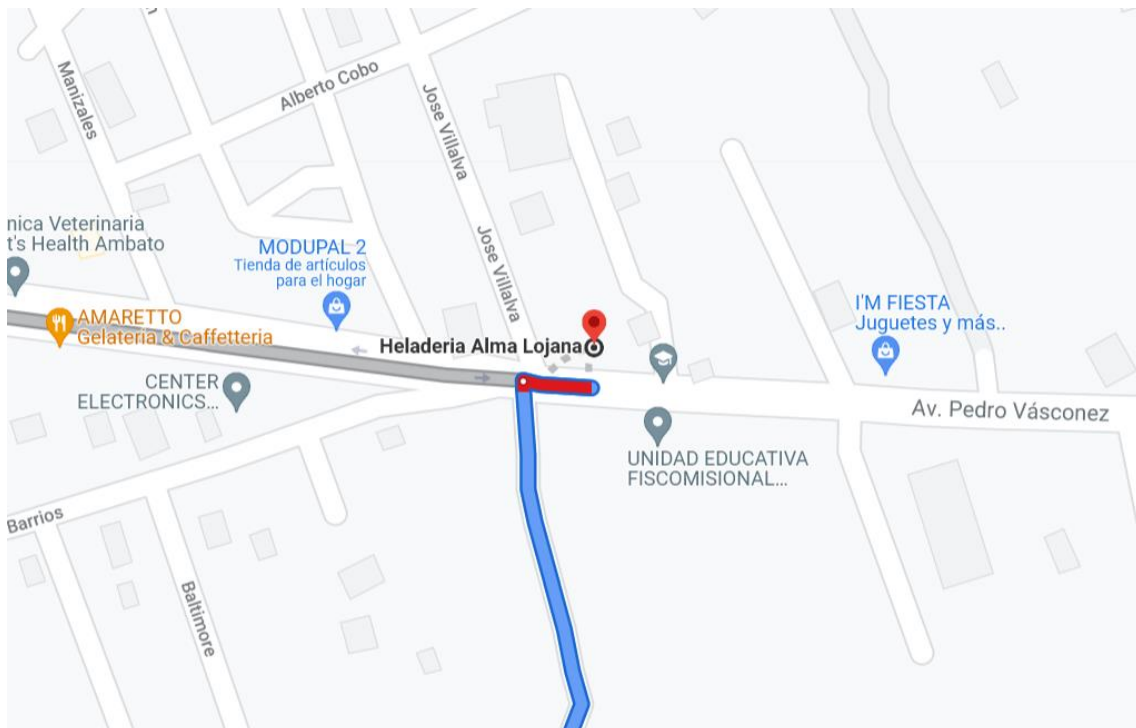 Manizales
Alberto Cobo
Jose Villalva
nica Veterinaria
t's Health Ambato
MODUPAL 2
Tienda de artículos
para el hogar
Jose Villalva
AMARETTO
Gelateria & Caffetteria
Heladeria Alma Lojana
I'M FIESTA
Juguetes y más..
CENTER
ELECTRONICS...
Av. Pedro Vásconez
UNIDAD EDUCATIVA
FISCOMISIONAL...
Barrios
Baltimore